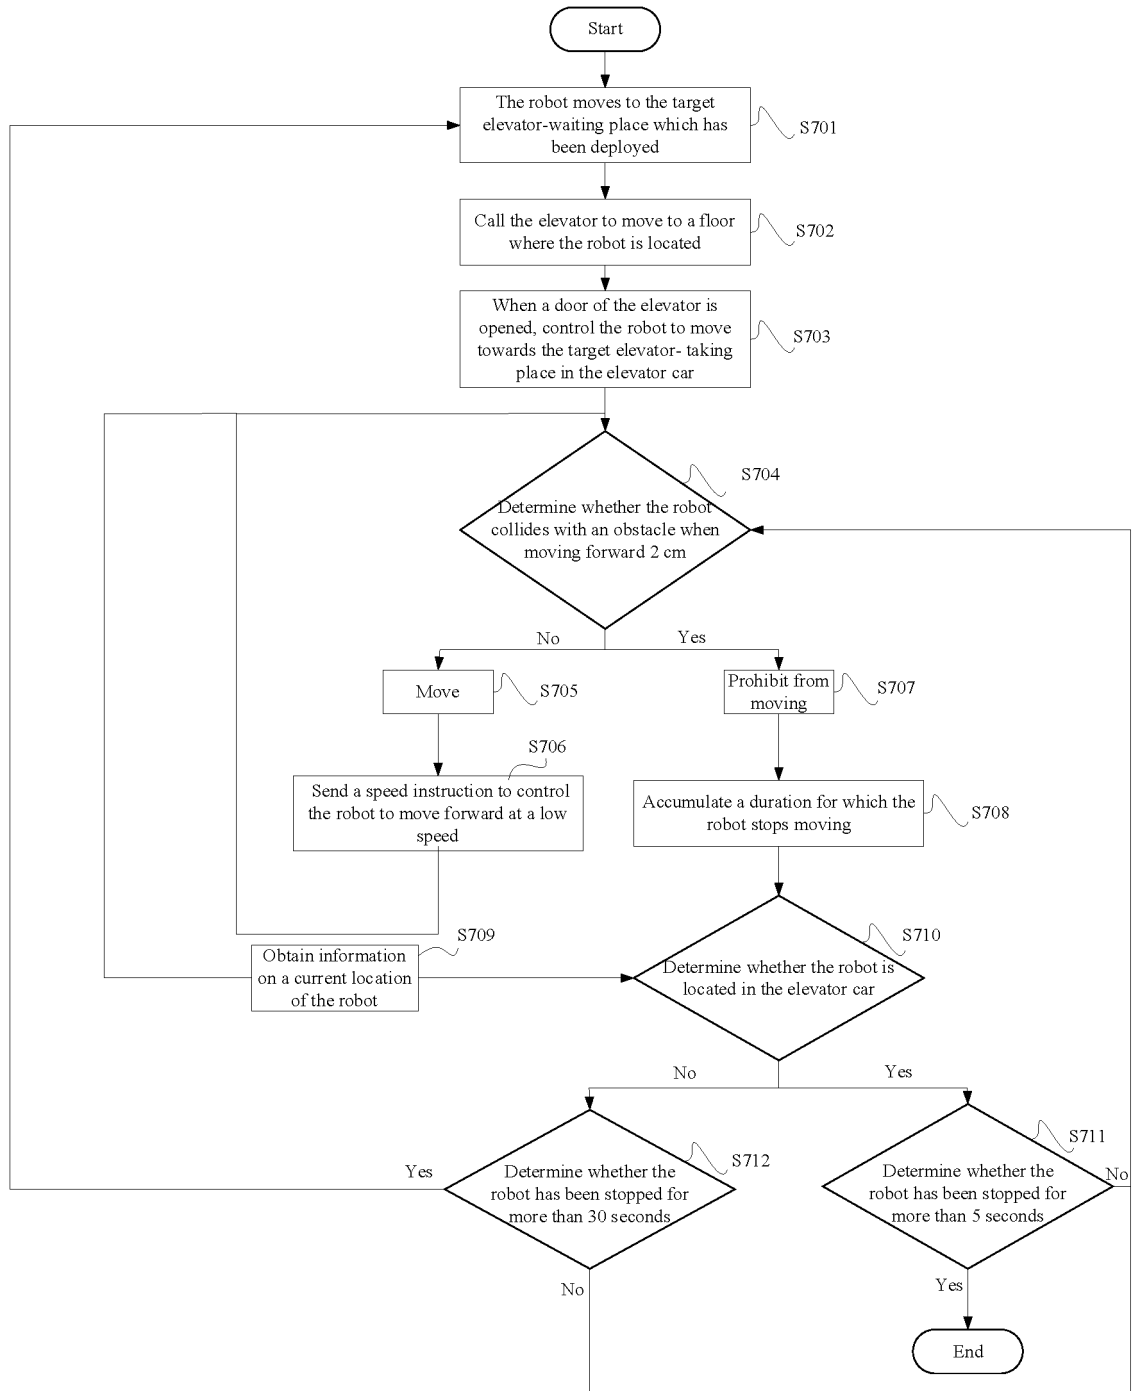 Start
The robot moves to the target
elevator-waiting place which has
been deployed
S701
Call the elevator to move to a floor
where the robot is located
S702
When a door of the elevator is
opened, control the robot to move
towards the target elevator- taking
place in the elevator car
S703
S704
Determine whether the robot
collides with an obstacle when
moving forward 2 cm
No
Yes
Move
S705
Prohibit from
moving
S707
S706
Send a speed instruction to control
the robot to move forward at a low
speed
Accumulate a duration for which the
robot stops moving
S708
S709
Obtain information
on a current location
of the robot
S710
Determine whether the robot is
located in the elevator car
No
Yes
S712
Yes
Determine whether the
robot has been stopped for
more than 30 seconds
S711
Determine whether the
robot has been stopped for
more than 5 seconds
No
No
Yes
End